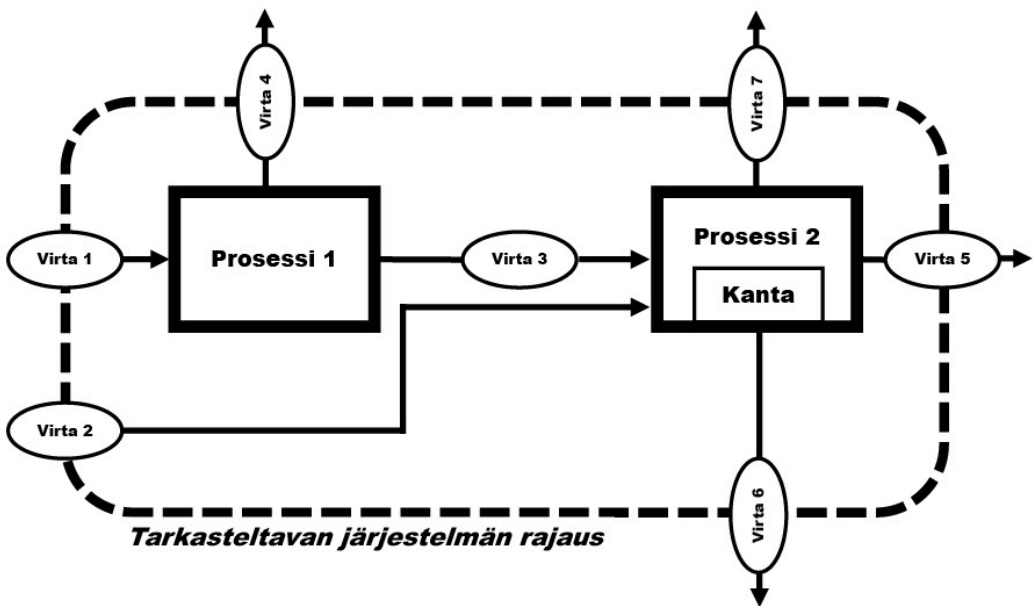 Virta 4
Virta 7
Virta 1
Prosessi 1
Virta 3
Prosessi 2
Kanta
Virta 5
Virta 2
Virta 6
Tarkasteltavan järjestelmän rajaus